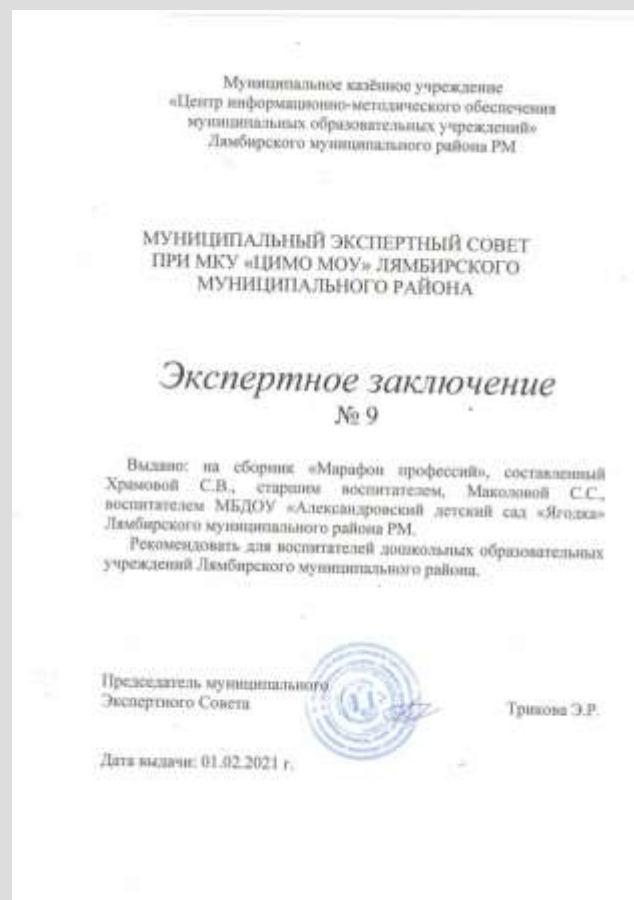 Муниципальное казённое учреждение
«Центр информационно-методического обеспечения
муниципальных образовательных учреждений»
Лямбирского муниципального района РМ
МУНИЦИПАЛЬНЫЙ ЭКСПЕРТНЫЙ СОВЕТ
ПРИ МКУ «ЦИМО МОУ» ЛЯМБИРСКОГО
МУНИЦИПАЛЬНОГО РАЙОНА
Экспертное заключение
№ 9
Выдано: на сборник «Марафон профессий», составленный
Храмовой С.В., старшим воспитателем, Маколовой С.С.,
воспитателем МБДОУ «Александровский детский сад «Ягодка»
Лямбирского муниципального района РМ.
Рекомендовать для воспитателей дошкольных образовательных
учреждений Лямбирского муниципального района.
Председатель муниципального
Экспертного Совета
Трикова Э.Р.
Дата выдачи: 01.02.2021 г.